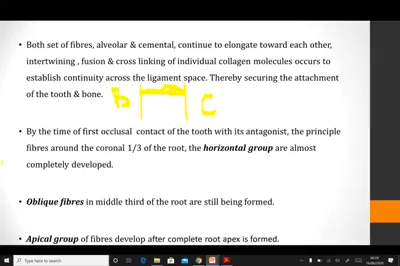 • Both set of fibres, alveolar & cemental, continue to elongate toward each other,
intertwining , fusion & cross linking of individual collagen molecules occurs to
establish continuity across the ligament space. Thereby securing the attachment
of the tooth & bone.
B C
• By the time of first occlusal contact of the tooth with its antagonist, the principle
fibres around the coronal 1/3 of the root, the horizontal group are almost
completely developed.
• Oblique fibres in middle third of the root are still being formed.
• Apical group of fibres develop after complete root apex is formed.